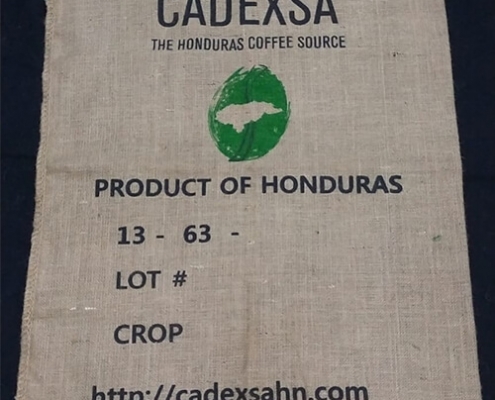 CADEXSA
THE HONDURAS COFFEE SOURCE
PRODUCT OF HONDURAS
13 - 63 -
LOT #
CROP
http://cadexsahn.com